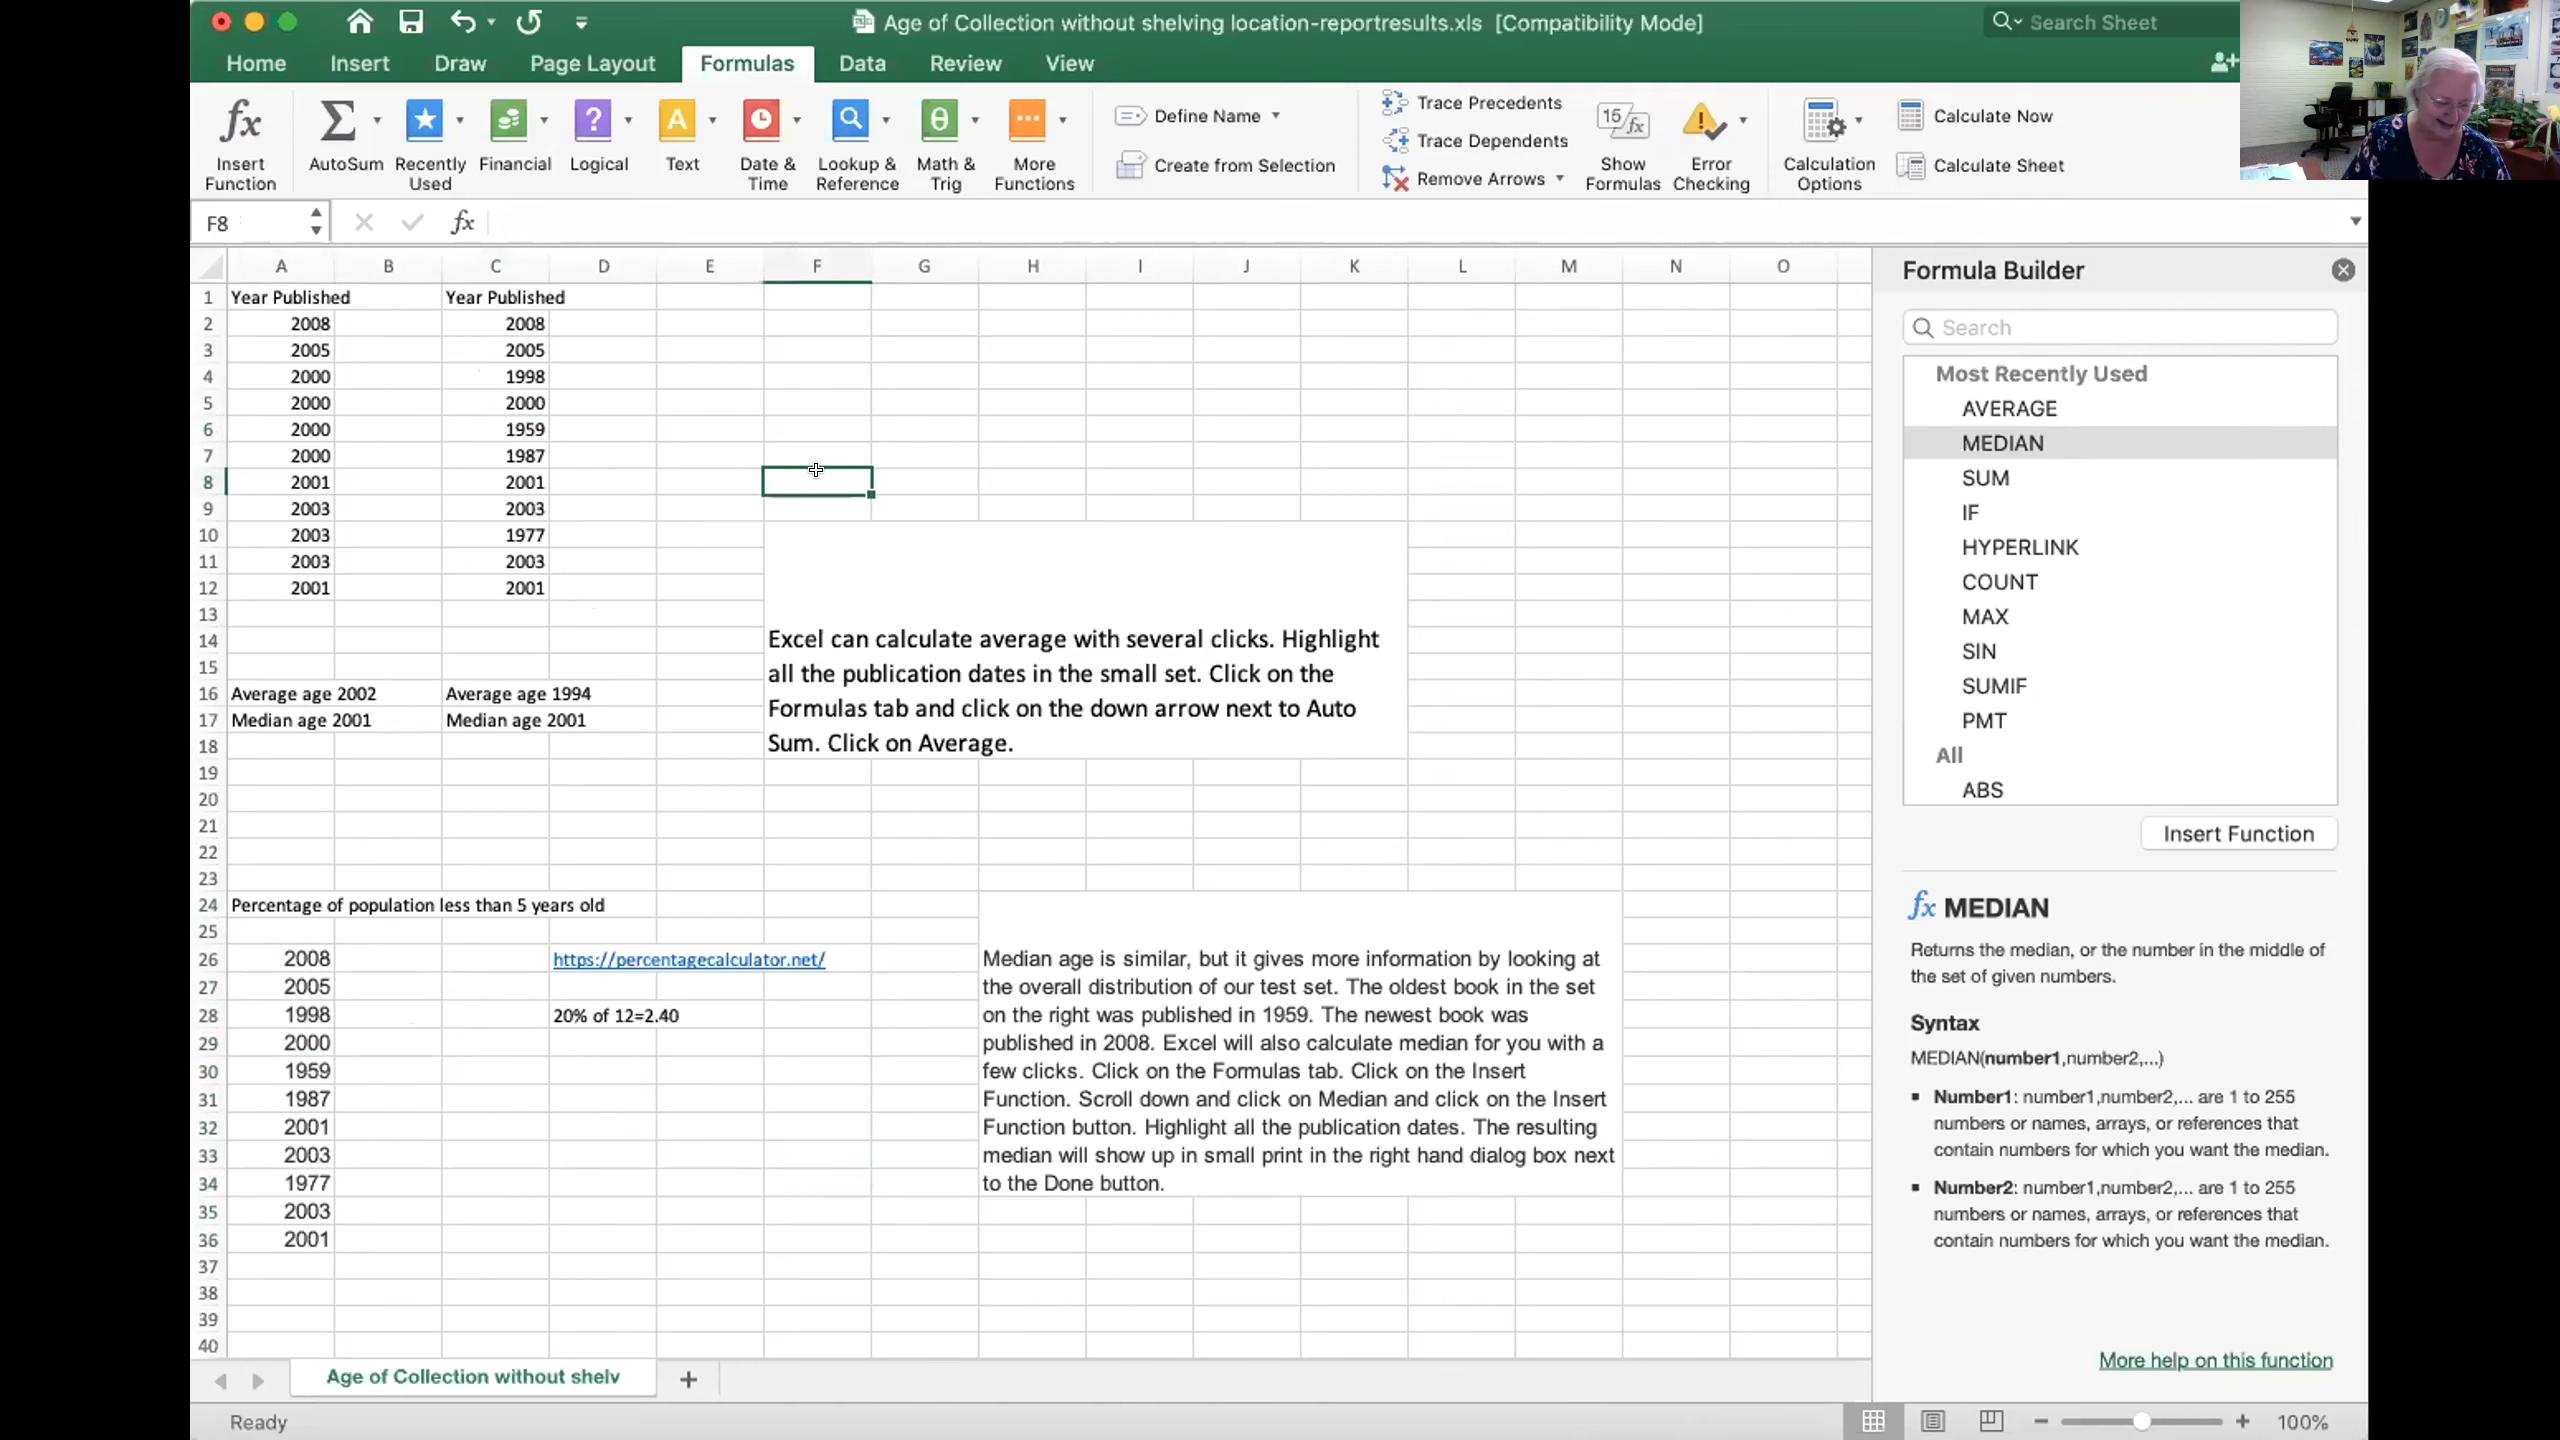 Age of Collection without shelving location-reportresults.xls [Compatibility Mode]
Search Sheet
Home Insert Draw Page Layout Formulas Data Review View
Insert Function
AutoSum
Recently Used
Financial
Logical
Text
Date & Time
Lookup & Reference
Math & Trig
More Functions
Define Name
Create from Selection
Trace Precedents
Trace Dependents
Remove Arrows
Show Formulas
Error Checking
Calculation Options
Calculate Now
Calculate Sheet
F8 fx
A B C D E F G H I J K L M N O
1 Year Published Year Published
2 2008 2008
3 2005 2005
4 2000 1998
5 2000 2000
6 2000 1959
7 2000 1987
8 2001 2001
9 2003 2003
10 2003 1977
11 2003 2003
12 2001 2001
13
14
15
16 Average age 2002 Average age 1994
17 Median age 2001 Median age 2001
18
Excel can calculate average with several clicks. Highlight
all the publication dates in the small set. Click on the
Formulas tab and click on the down arrow next to Auto
Sum. Click on Average.
19
20
21
22
23
24 Percentage of population less than 5 years old
25
26 2008 https://percentagecalculator.net/
27 2005
28 1998 20% of 12=2.40
29 2000
30 1959
31 1987
32 2001
33 2003
34 1977
35 2003
36 2001
37
38
39
40
Median age is similar, but it gives more information by looking at
the overall distribution of our test set. The oldest book in the set
on the right was published in 1959. The newest book was
published in 2008. Excel will also calculate median for you with a
few clicks. Click on the Formulas tab. Click on the Insert
Function. Scroll down and click on Median and click on the Insert
Function button. Highlight all the publication dates. The resulting
median will show up in small print in the right hand dialog box next
to the Done button.
Formula Builder
Search
Most Recently Used
AVERAGE
MEDIAN
SUM
IF
HYPERLINK
COUNT
MAX
SIN
SUMIF
PMT
All
ABS
Insert Function
fx MEDIAN
Returns the median, or the number in the middle of
the set of given numbers.
Syntax
MEDIAN(number1,number2,...)
Number1: number1,number2,... are 1 to 255
numbers or names, arrays, or references that
contain numbers for which you want the median.
Number2: number1,number2,... are 1 to 255
numbers or names, arrays, or references that
contain numbers for which you want the median.
More help on this function
Age of Collection without shelv
Ready
100%